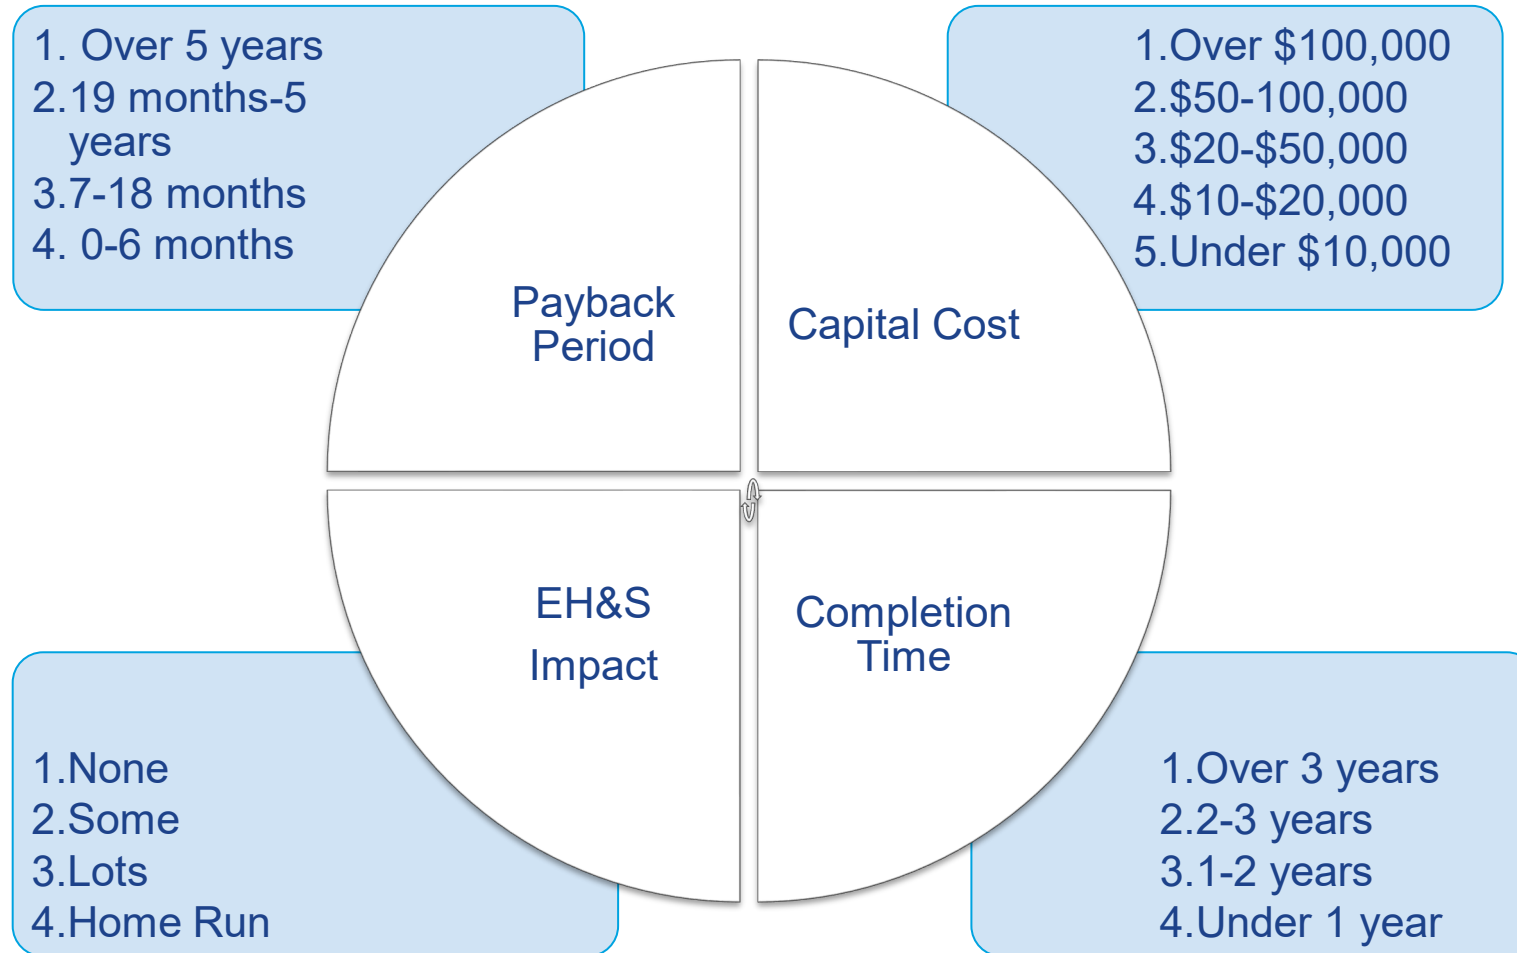 1. Over 5 years
2.19 months-5
years
3.7-18 months
4. 0-6 months
1.Over $100,000
2.$50-100,000
3.$20-$50,000
4.$10-$20,000
5.Under $10,000
Payback
Period
Capital Cost
EH&S
Impact
Completion
Time
1.None
2.Some
3.Lots
4.Home Run
1.Over 3 years
2.2-3 years
3.1-2 years
4.Under 1 year